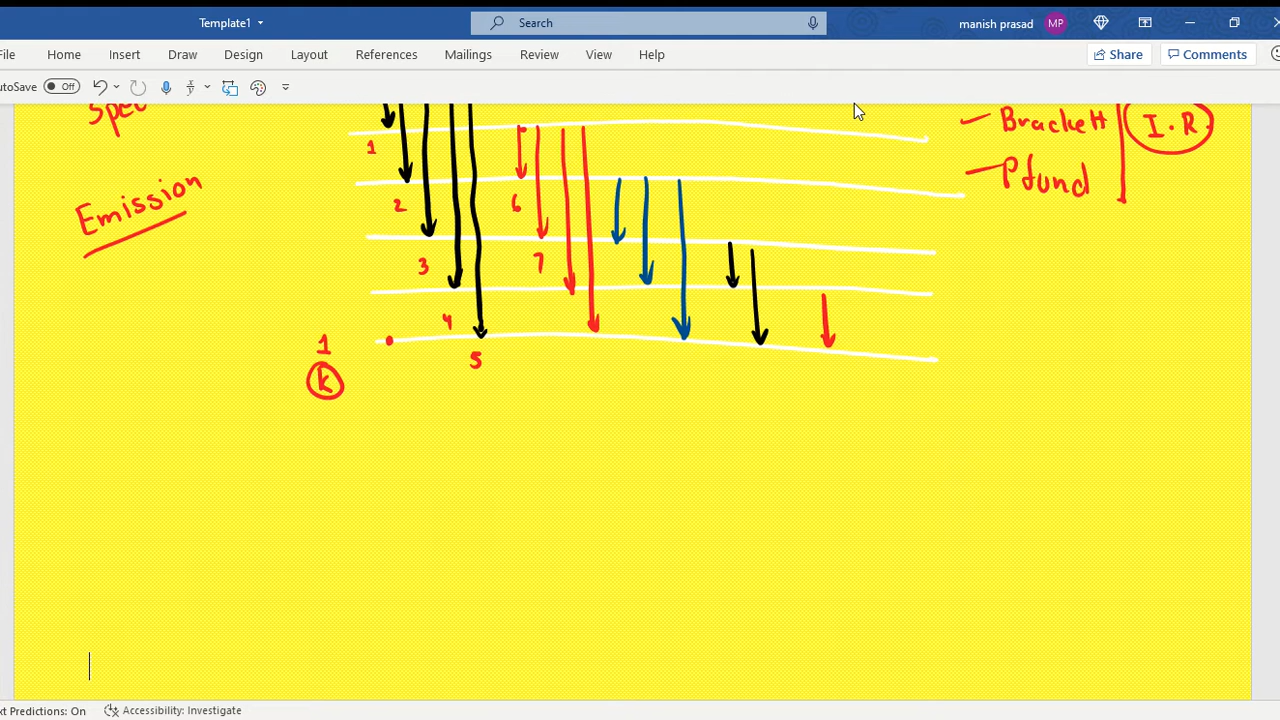 Template1
Search
manish prasad MP
File Home Insert Draw Design Layout References Mailings Review View Help Share Comments
AutoSave Off
Spec
Brackett
I.R.
Pfund
Emission
1
2
6
3
7
4
5
1
K
Text Predictions: On Accessibility: Investigate